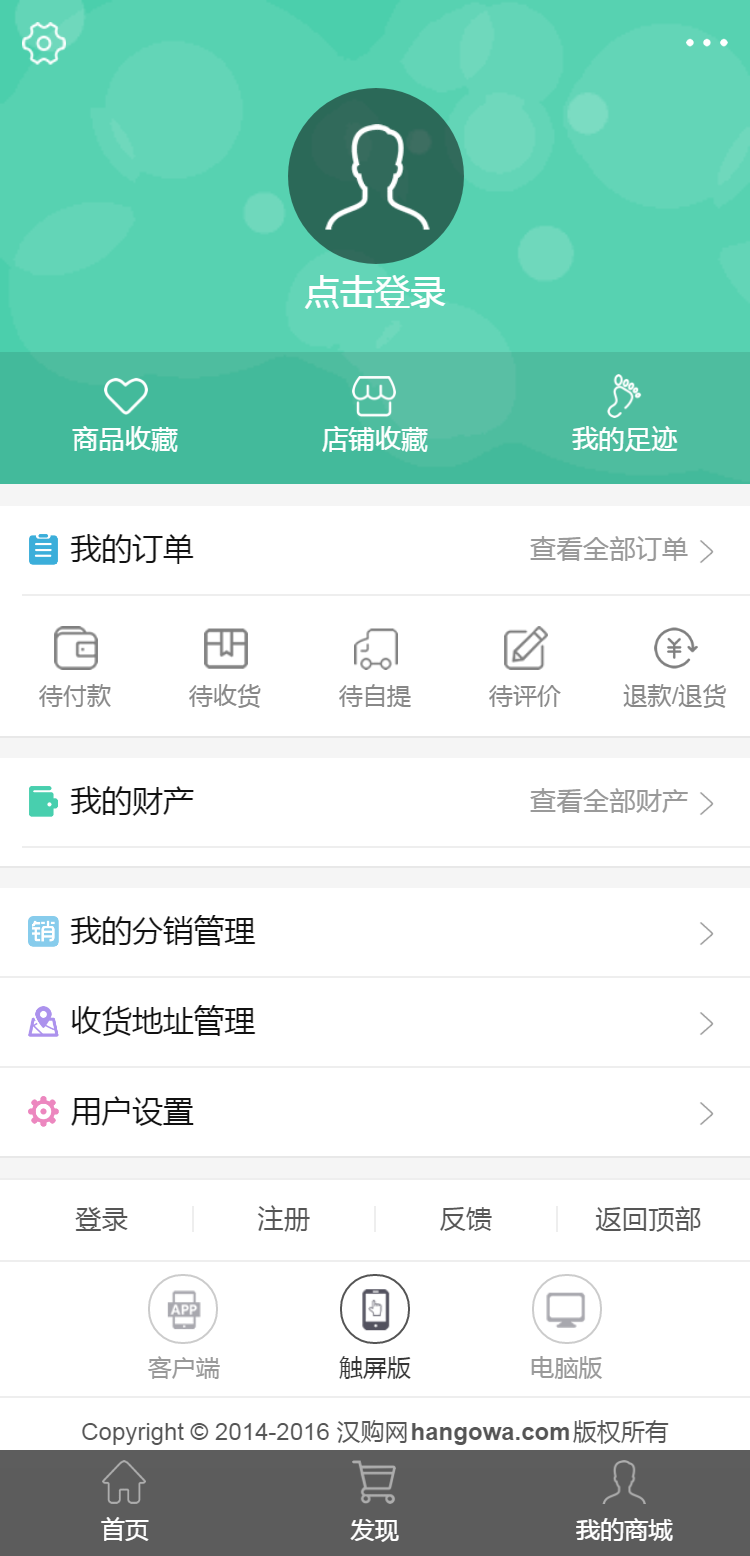 点击登录
商品收藏 店铺收藏 我的足迹
我的订单 查看全部订单
待付款 待收货 待自提 待评价 退款/退货
我的财产 查看全部财产
销 我的分销管理
收货地址管理
用户设置
登录 注册 反馈 返回顶部
APP
客户端 触屏版 电脑版
Copyright © 2014-2016 汉购网hangowa.com版权所有
首页 发现 我的商城